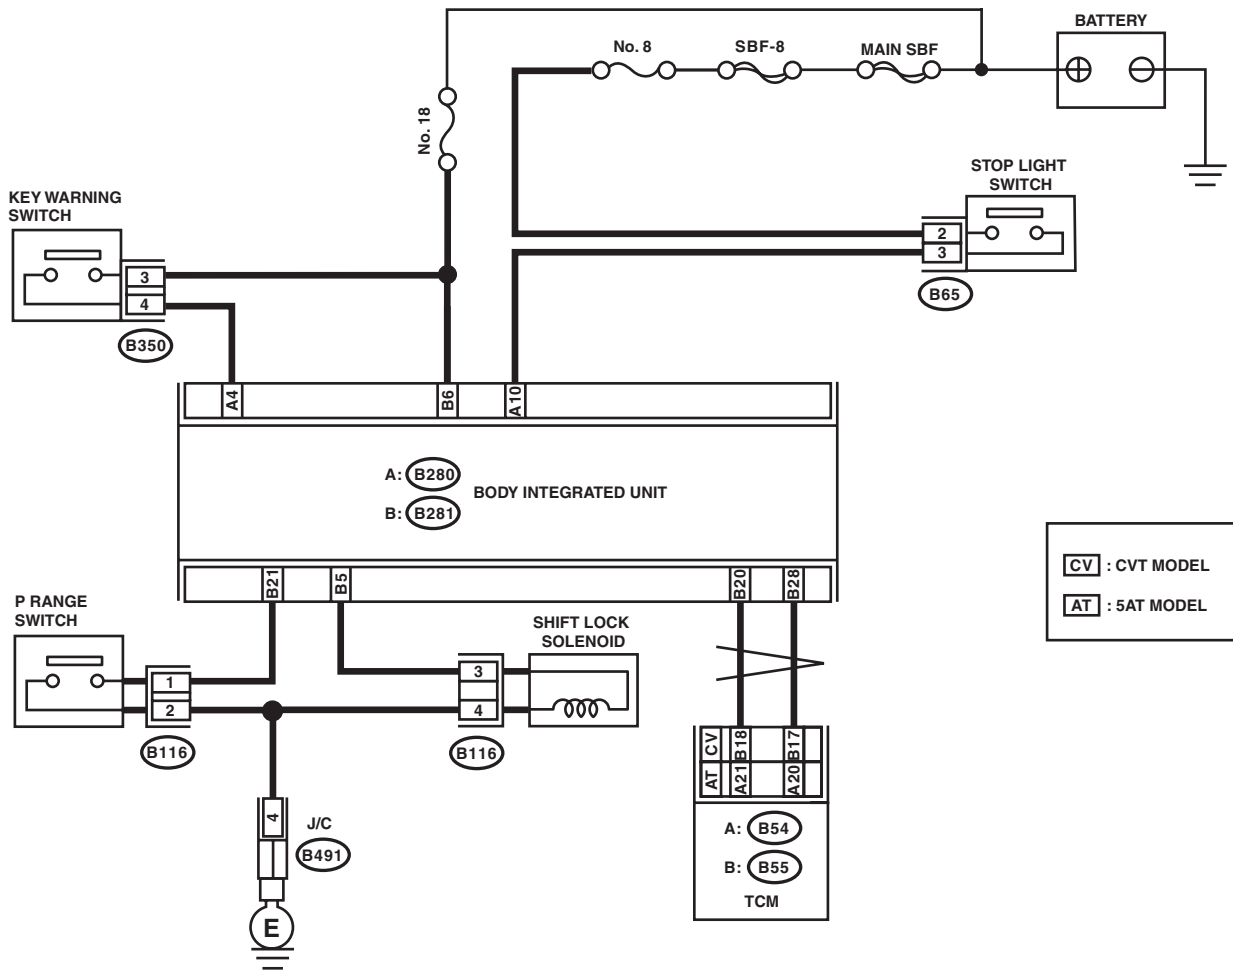 BATTERY
No. 8
SBF-8
MAIN SBF
No. 18
STOP LIGHT
SWITCH
2
3
B65
KEY WARNING
SWITCH
3
4
B350
A4
B6
A10
A: B280
B: B281
BODY INTEGRATED UNIT
CV : CVT MODEL
AT : 5AT MODEL
B21
B5
B20
B28
P RANGE
SWITCH
1
2
B116
SHIFT LOCK
SOLENOID
3
4
B116
CV B18 B17
AT A21 A20
A: B54
B: B55
TCM
4
J/C
B491
E